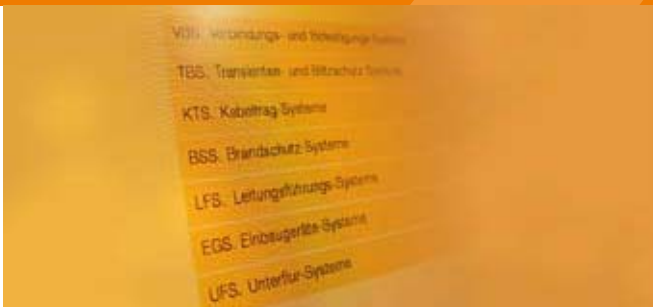 VBS. Verbindungs- und Befestigungs-Systeme
TBS. Transienten- und Blitzschutz-Systeme
KTS. Kabeltrag-Systeme
BSS. Brandschutz-Systeme
LFS. Leitungsführungs-Systeme
EGS. Einbaugeräte-Systeme
UFS. Unterflur-Systeme